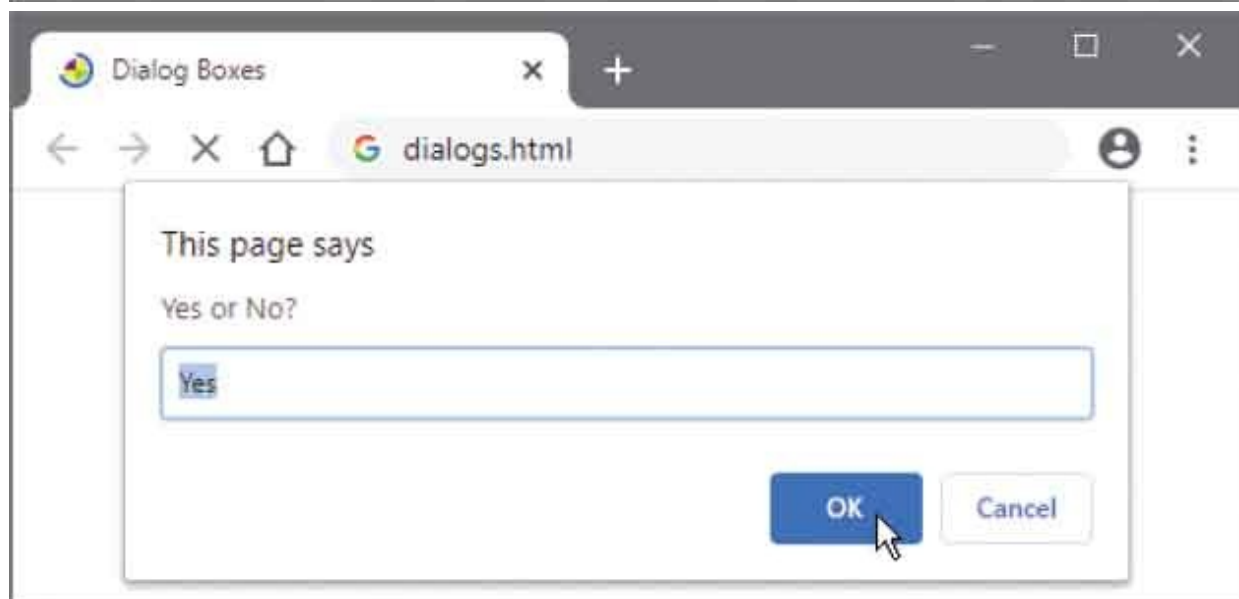 Dialog Boxes
dialogs.html
This page says
Yes or No?
Yes
OK Cancel